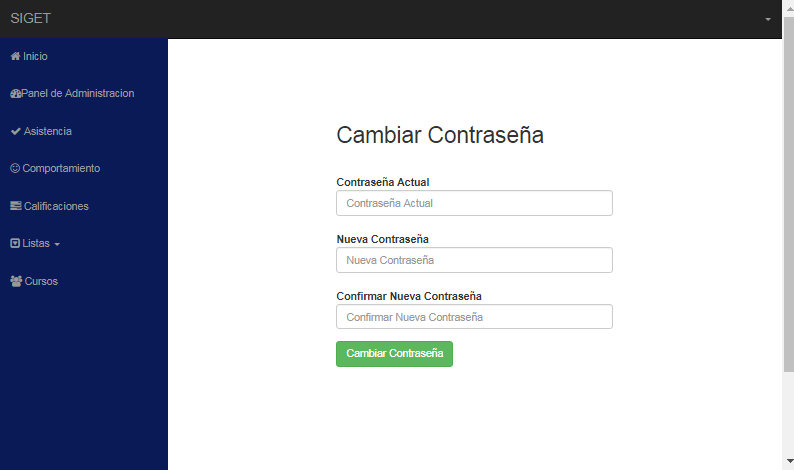 SIGET
Inicio
Panel de Administracion
Asistencia
Comportamiento
Calificaciones
Listas
Cursos
Cambiar Contraseña
Contraseña Actual
Contraseña Actual
Nueva Contraseña
Nueva Contraseña
Confirmar Nueva Contraseña
Confirmar Nueva Contraseña
Cambiar Contraseña